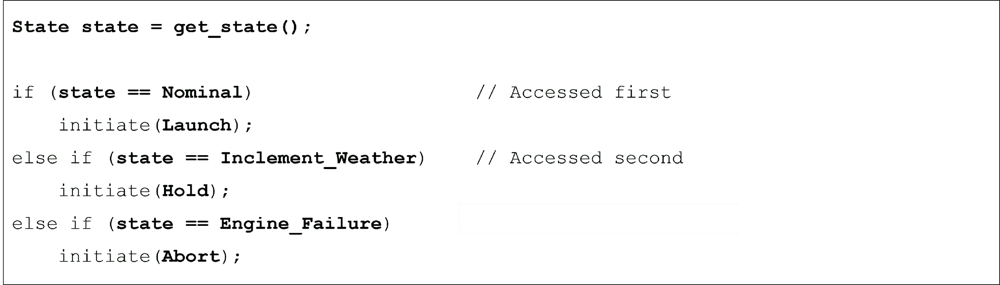 State state = get_state();
if (state == Nominal) // Accessed first
initiate(Launch);
else if (state == Inclement_Weather) // Accessed second
initiate(Hold);
else if (state == Engine_Failure)
initiate(Abort);